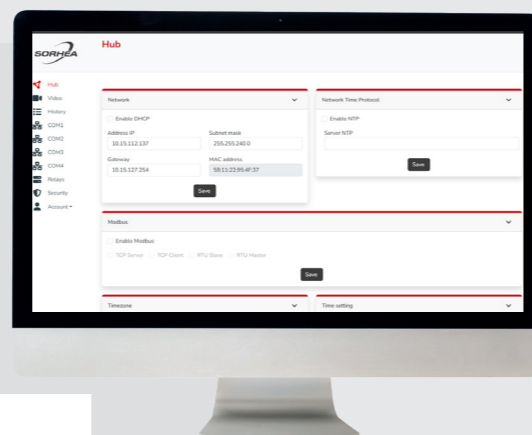 SORHEA
Hub
Hub
Video
History
COM1
COM2
COM3
COM4
Relays
Security
Account
Network
Enable DHCP
Address IP
Subnet mask
10.15.112.137
255.255.240.0
Gateway
MAC address
10.15.127.254
58:11:22:95:4F:37
Save
Network Time Protocol
Enable NTP
Server NTP
Save
Modbus
Enable Modbus
TCP Server TCP Client RTU Slave RTU Master
Save
Timezone
Time setting